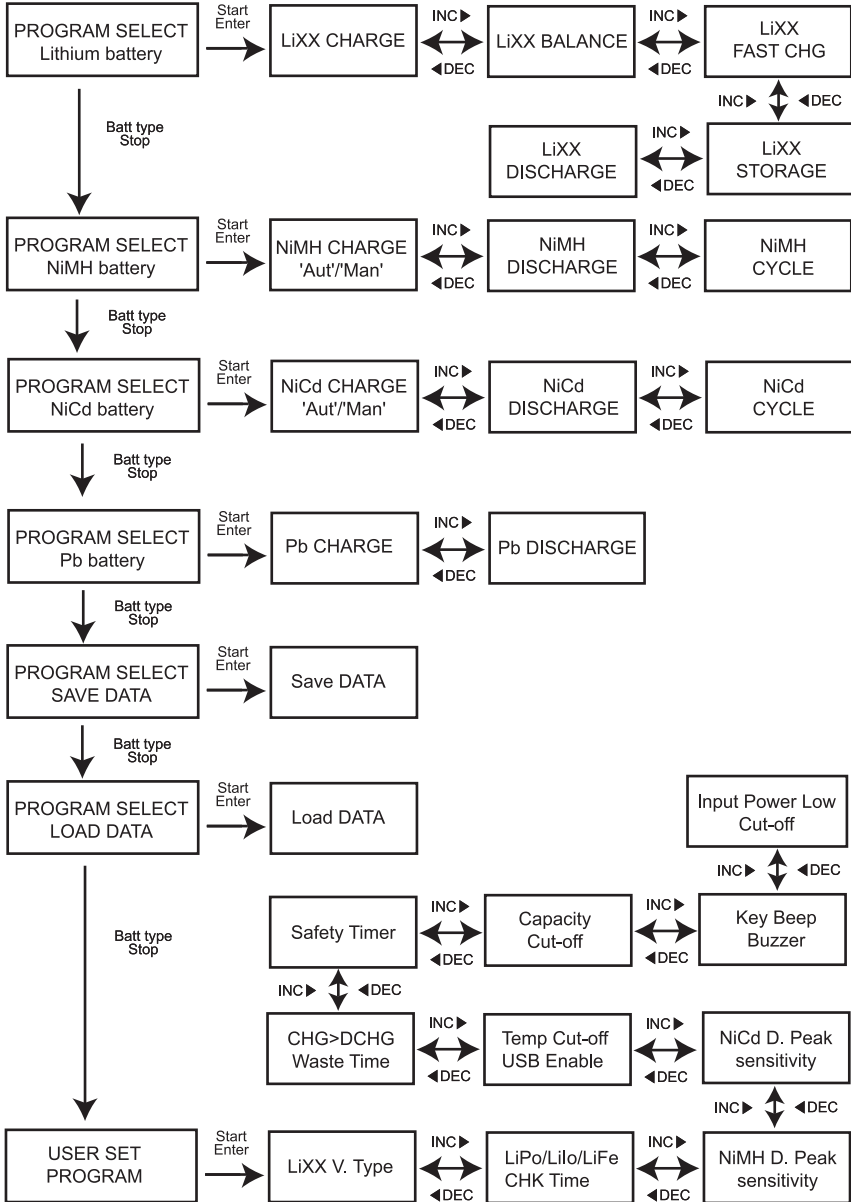 PROGRAM SELECT
Lithium battery
Start
Enter
LiXX CHARGE
INC►
◄DEC
LiXX BALANCE
INC►
◄DEC
LiXX
FAST CHG
INC► ◄DEC
Batt type
Stop
LiXX
DISCHARGE
INC►
◄DEC
LiXX
STORAGE
PROGRAM SELECT
NiMH battery
Start
Enter
NiMH CHARGE
'Aut'/'Man'
INC►
◄DEC
NiMH
DISCHARGE
INC►
◄DEC
NiMH
CYCLE
Batt type
Stop
PROGRAM SELECT
NiCd battery
Start
Enter
NiCd CHARGE
'Aut'/'Man'
INC►
◄DEC
NiCd
DISCHARGE
INC►
◄DEC
NiCd
CYCLE
Batt type
Stop
PROGRAM SELECT
Pb battery
Start
Enter
Pb CHARGE
INC►
◄DEC
Pb DISCHARGE
Batt type
Stop
PROGRAM SELECT
SAVE DATA
Start
Enter
Save DATA
Batt type
Stop
PROGRAM SELECT
LOAD DATA
Start
Enter
Load DATA
Input Power Low
Cut-off
INC► ◄DEC
Batt type
Stop
Safety Timer
INC►
◄DEC
Capacity
Cut-off
INC►
◄DEC
Key Beep
Buzzer
INC► ◄DEC
CHG>DCHG
Waste Time
INC►
◄DEC
Temp Cut-off
USB Enable
INC►
◄DEC
NiCd D. Peak
sensitivity
INC► ◄DEC
USER SET
PROGRAM
Start
Enter
LiXX V. Type
INC►
◄DEC
LiPo/LiIo/LiFe
CHK Time
INC►
◄DEC
NiMH D. Peak
sensitivity